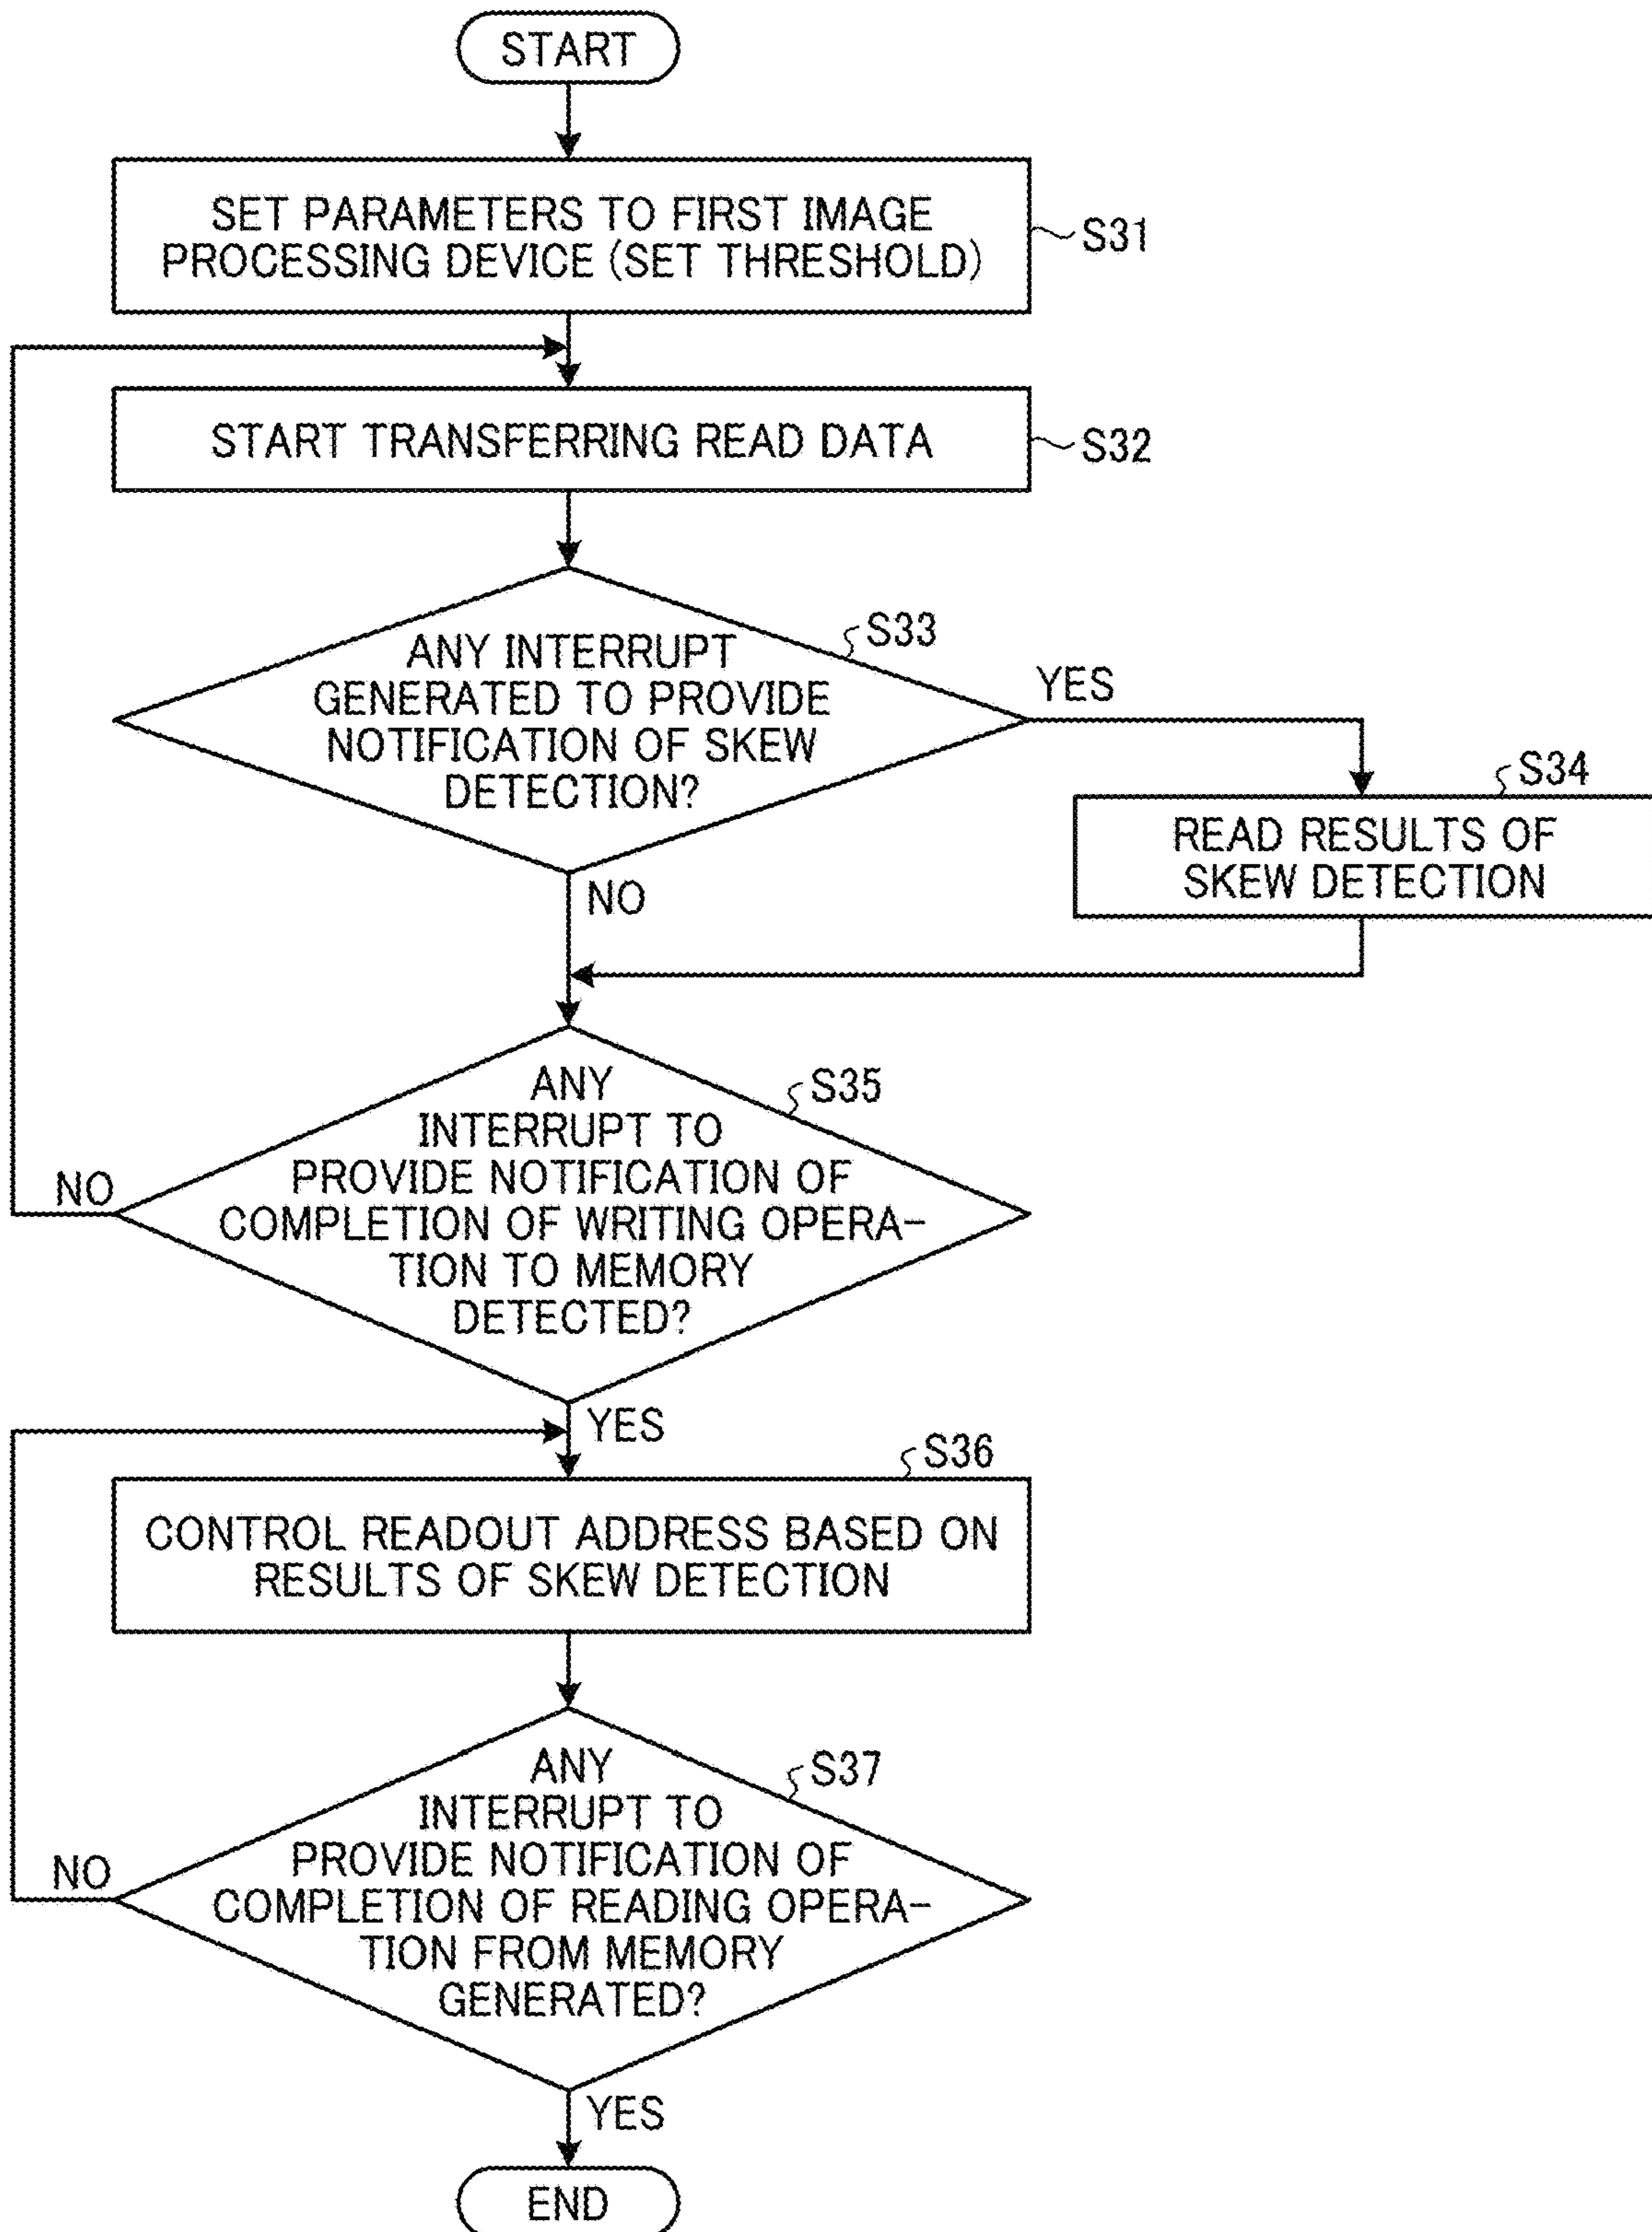 START
SET PARAMETERS TO FIRST IMAGE
PROCESSING DEVICE (SET THRESHOLD)
S31
START TRANSFERRING READ DATA
S32
S33
ANY INTERRUPT
GENERATED TO PROVIDE
NOTIFICATION OF SKEW
DETECTION?
YES
S34
READ RESULTS OF
SKEW DETECTION
NO
S35
ANY
INTERRUPT TO
PROVIDE NOTIFICATION OF
COMPLETION OF WRITING OPERA-
TION TO MEMORY
DETECTED?
NO
YES
S36
CONTROL READOUT ADDRESS BASED ON
RESULTS OF SKEW DETECTION
S37
ANY
INTERRUPT TO
PROVIDE NOTIFICATION OF
COMPLETION OF READING OPERA-
TION FROM MEMORY
GENERATED?
NO
YES
END